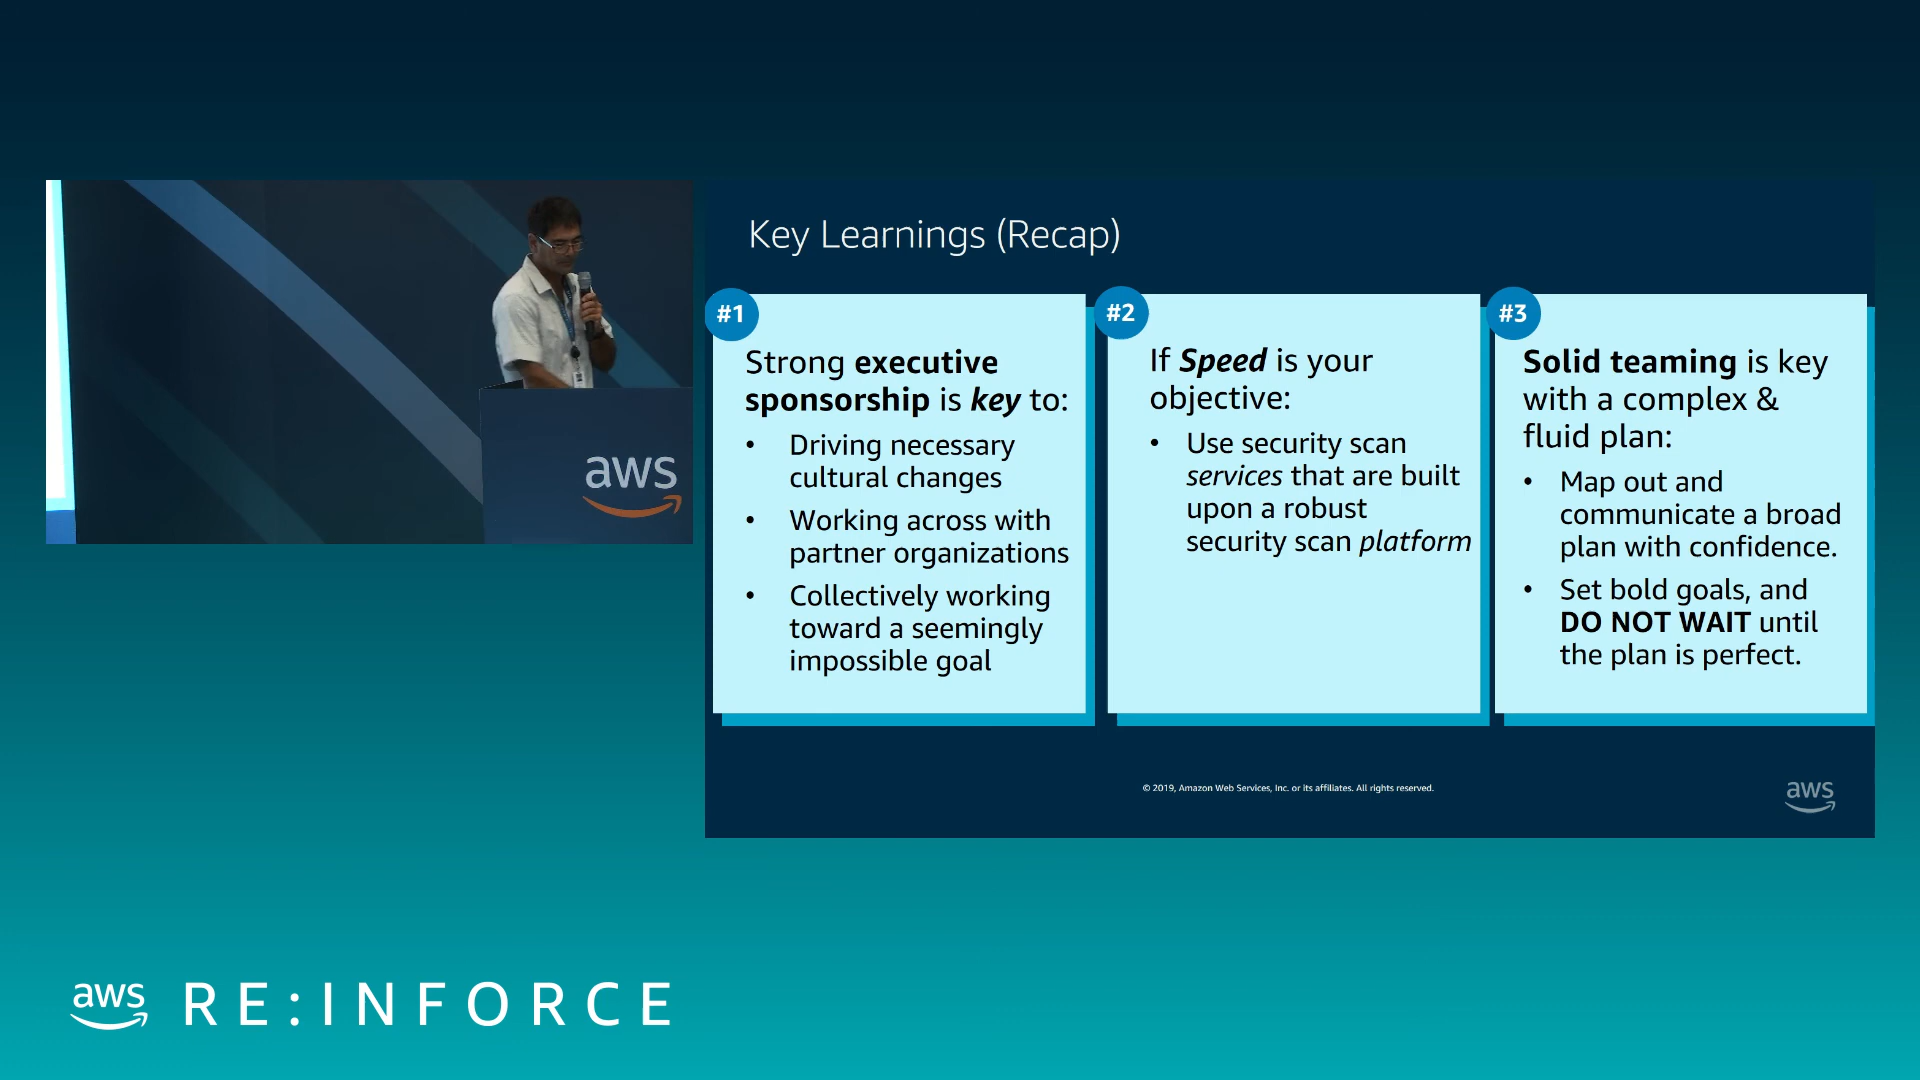 Key Learnings (Recap)
#1
Strong executive
sponsorship is key to:
• Driving necessary
cultural changes
• Working across with
partner organizations
• Collectively working
toward a seemingly
impossible goal
#2
If Speed is your
objective:
• Use security scan
services that are built
upon a robust
security scan platform
#3
Solid teaming is key
with a complex &
fluid plan:
• Map out and
communicate a broad
plan with confidence.
• Set bold goals, and
DO NOT WAIT until
the plan is perfect.
© 2019, Amazon Web Services, Inc. or its affiliates. All rights reserved.
aws
aws
aws RE:INFORCE